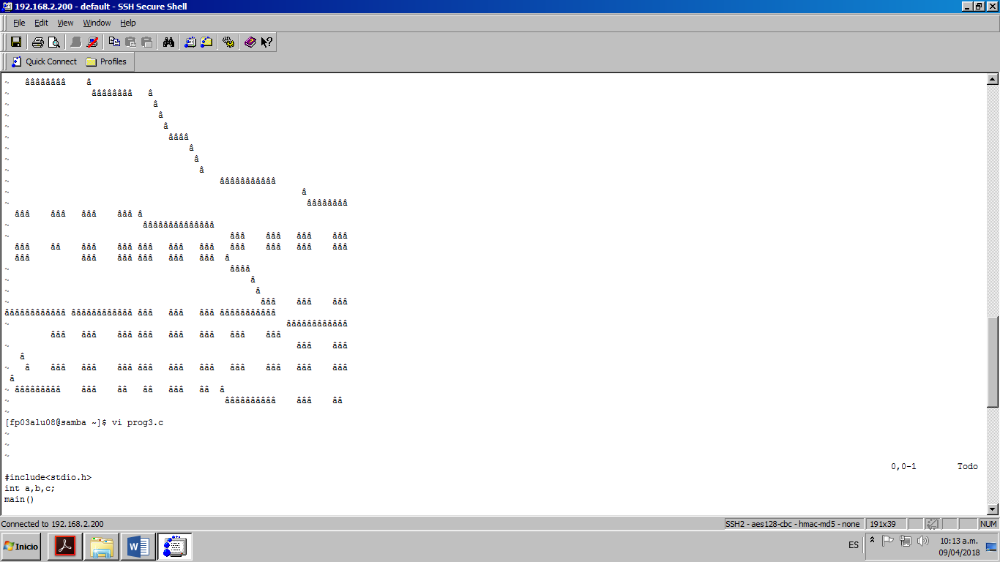 192.168.2.200 - default - SSH Secure Shell
File Edit View Window Help
Quick Connect Profiles
~ ââââââââ â
~ ââââââââ â
~ â
~ â
~ â
~ ââââ
~ â
~ â
~ â
~ âââââââââââ
~ â
~ ââââââââ
âââ âââ âââ âââ â
~ ââââââââââââââ
~ âââ âââ âââ âââ
âââ ââ âââ âââ âââ âââ âââ âââ âââ âââ âââ
âââ âââ âââ âââ âââ âââ â
~ ââââ
~ â
~ â
~ âââ âââ âââ
ââââââââââââ ââââââââââââ âââ âââ âââ âââââââââââ
~ ââââââââââââ
âââ âââ âââ âââ âââ âââ âââ âââ
~ âââ âââ
â
~ â âââ âââ âââ âââ âââ âââ âââ âââ âââ âââ
â
~ âââââââââ âââ ââ ââ âââ ââ â
~ ââââââââââ âââ ââ
~
[fp03alu08@samba ~]$ vi prog3.c
~
~
~
0,0-1 Todo
#include<stdio.h>
int a,b,c;
main()
Connected to 192.168.2.200 SSH2 - aes128-cbc - hmac-md5 - none 191x39 NUM
Inicio ES 10:13 a.m.
09/04/2018